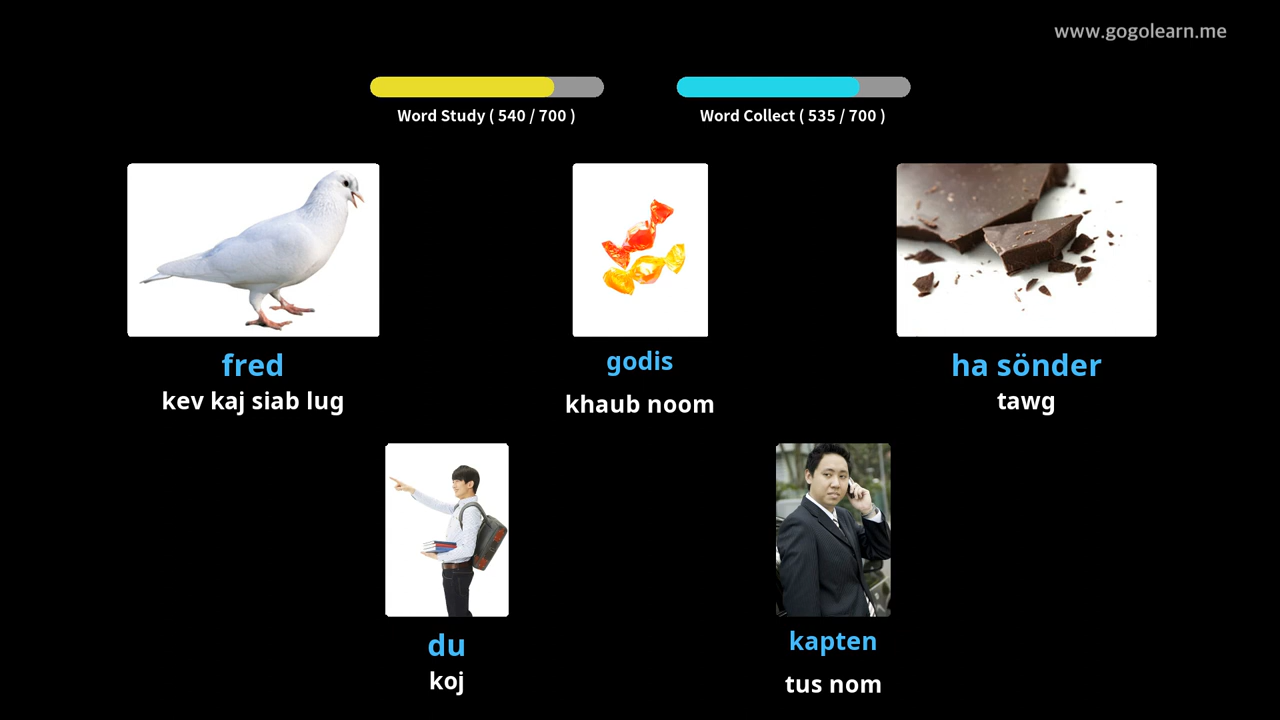 www.gogolearn.me
Word Study ( 540 / 700 )
Word Collect ( 535 / 700 )
fred
kev kaj siab lug
godis
khaub noom
ha sönder
tawg
du
koj
kapten
tus nom